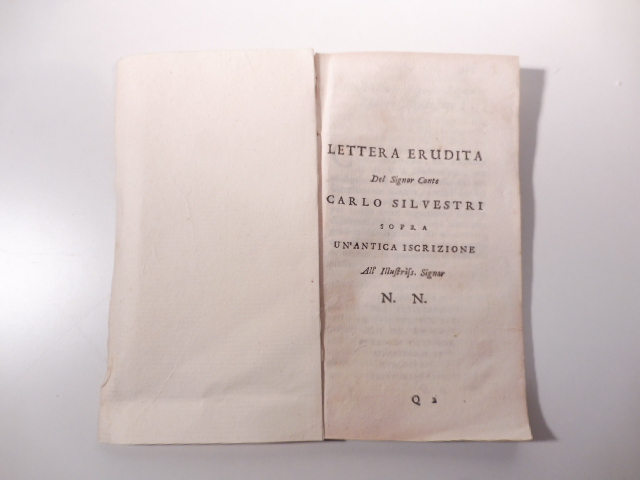 LETTERA ERUDITA
Del Signor Conte
CARLO SILVESTRI
SOPRA
UN'ANTICA ISCRIZIONE
All' Illuſtriſs. Signor
N. N.
Q 2